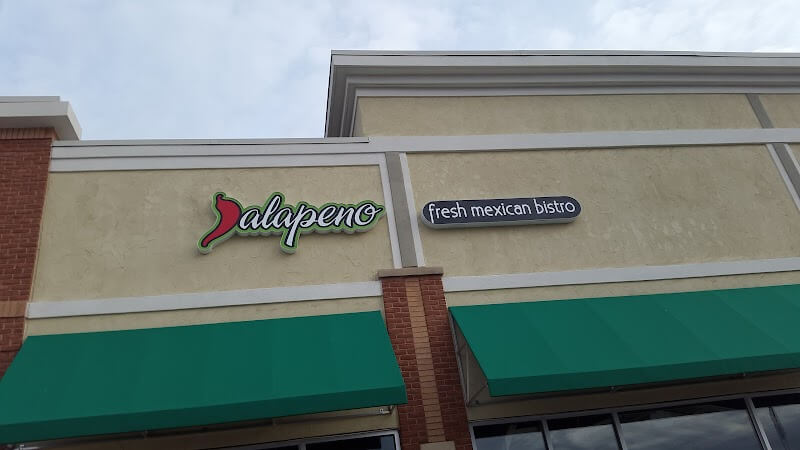 Jalapeno
fresh mexican bistro